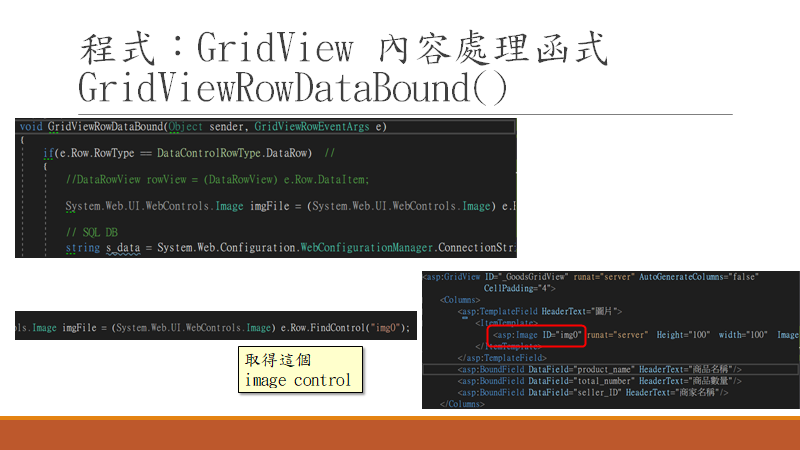 程式：GridView 內容處理函式
GridViewRowDataBound()
void GridViewRowDataBound(Object sender, GridViewRowEventArgs e)
{
if(e.Row.RowType == DataControlRowType.DataRow) //
{
//DataRowView rowView = (DataRowView) e.Row.DataItem;
System.Web.UI.WebControls.Image imgFile = (System.Web.UI.WebControls.Image) e.
// SQL DB
string s_data = System.Web.Configuration.WebConfigurationManager.ConnectionStri
ols.Image imgFile = (System.Web.UI.WebControls.Image) e.Row.FindControl("img0");
取得這個
image control
<asp:GridView ID="_GoodsGridView" runat="server" AutoGenerateColumns="false"
CellPadding="4">
<Columns>
<asp:TemplateField HeaderText="圖片">
<ItemTemplate>
<asp:Image ID="img0" runat="server" Height="100" width="100" Image
</ItemTemplate>
</asp:TemplateField>
<asp:BoundField DataField="product_name" HeaderText="商品名稱"/>
<asp:BoundField DataField="total_number" HeaderText="商品數量"/>
<asp:BoundField DataField="seller_ID" HeaderText="商家名稱"/>
</Columns>